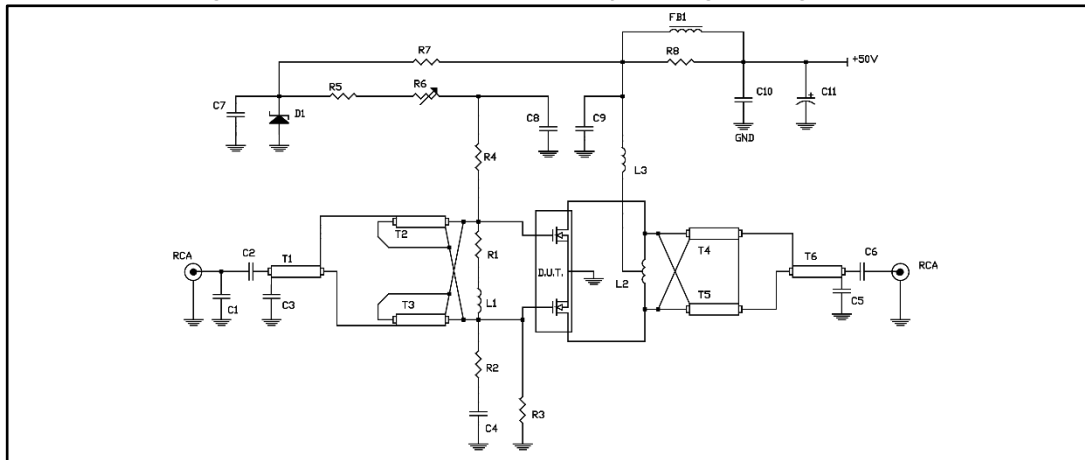 FB1
R7
R8
+50V
C7
D1
R5
R6
C8
C9
C10
C11
GND
R4
L3
T2
RCA
C2
T1
R1
D.U.T.
T4
T6
C6
RCA
C1
C3
T3
L1
L2
T5
C5
R2
C4
R3